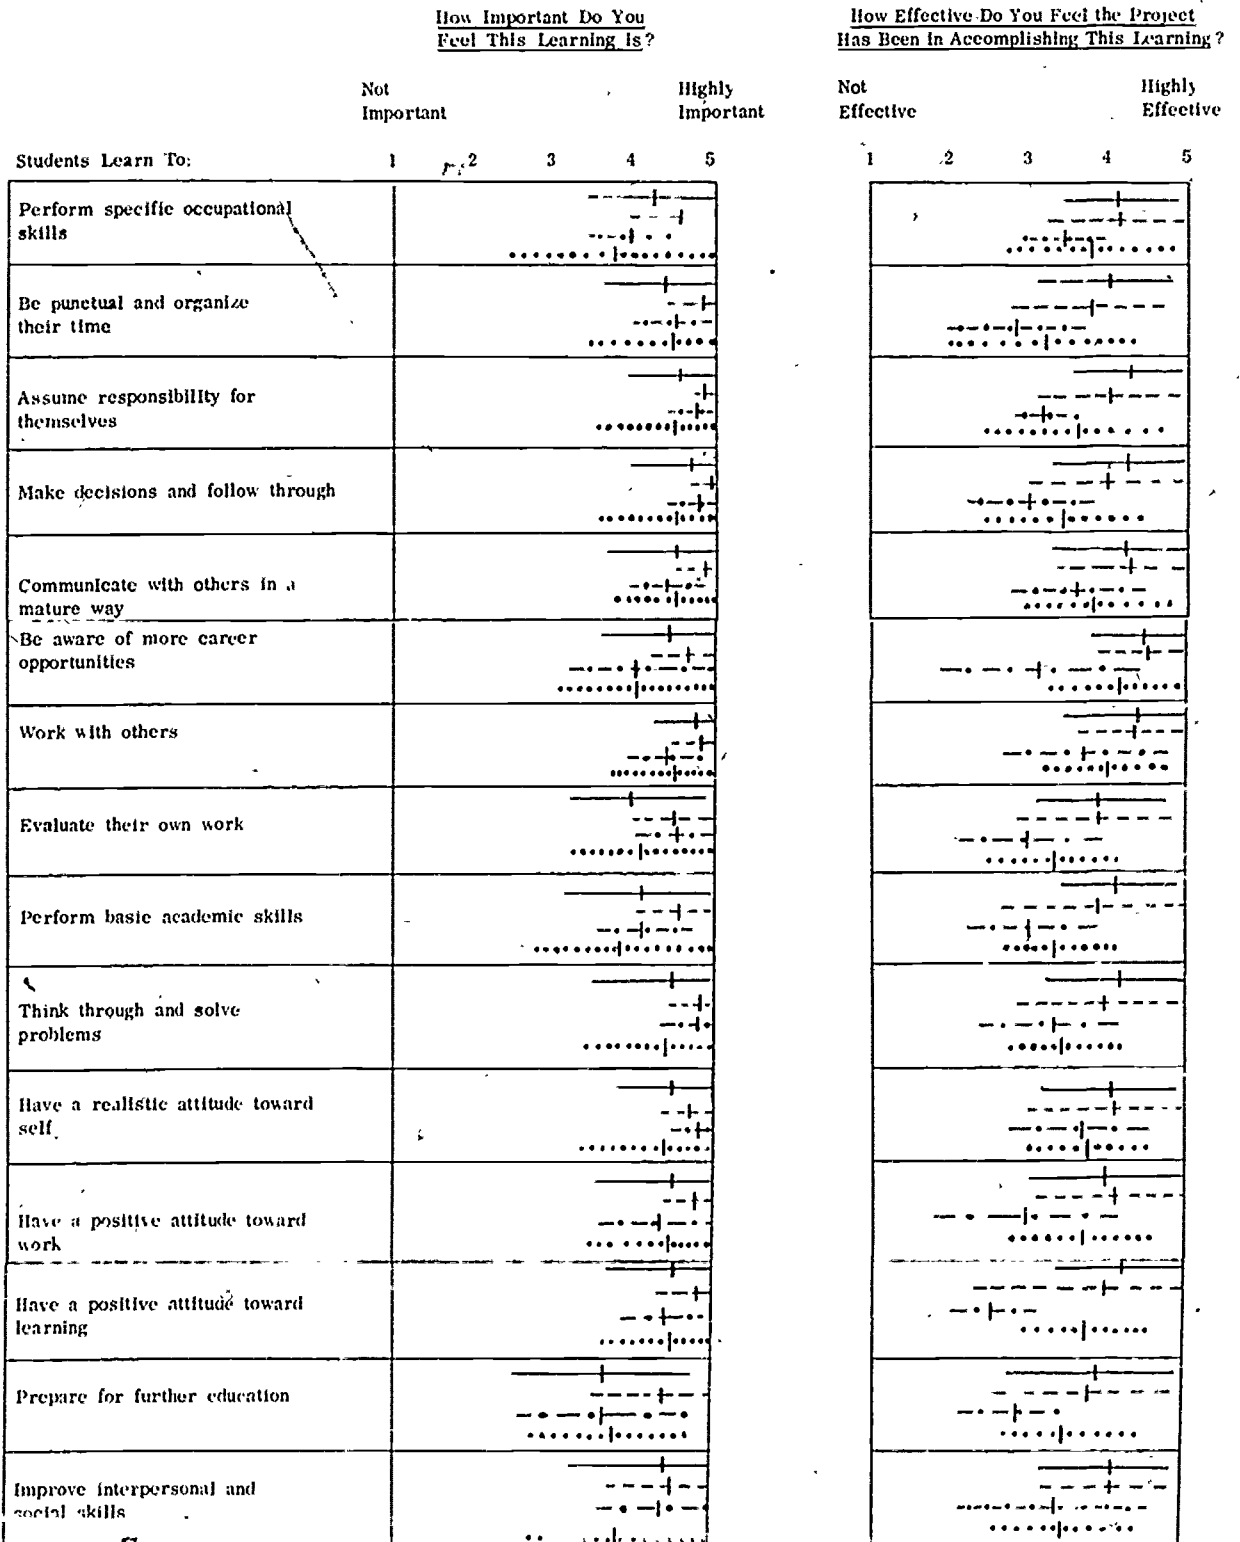 How Important Do You
Feel This Learning Is?
How Effective Do You Feel the Project
Has Been in Accomplishing This Learning?
Not
Important
Highly
Important
Not
Effective
Highly
Effective
Students Learn To:
1 2 3 4 5
1 2 3 4 5
Perform specific occupational
skills
Be punctual and organize
their time
Assume responsibility for
themselves
Make decisions and follow through
Communicate with others in a
mature way
Be aware of more career
opportunities
Work with others
Evaluate their own work
Perform basic academic skills
Think through and solve
problems
Have a realistic attitude toward
self
Have a positive attitude toward
work
Have a positive attitude toward
learning
Prepare for further education
Improve interpersonal and
social skills